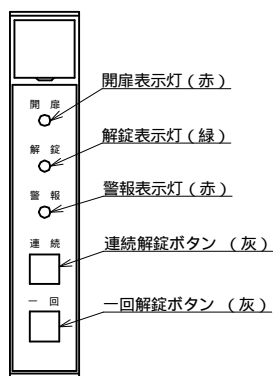 開扉
開扉表示灯（赤）
解錠
解錠表示灯（緑）
警報
警報表示灯（赤）
連続
連続解錠ボタン （灰）
一回
一回解錠ボタン （灰）